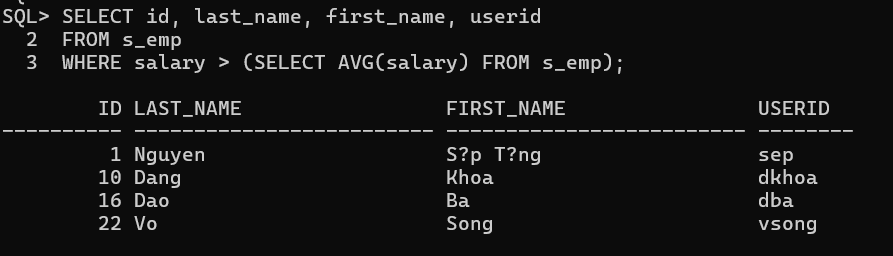 SQL> SELECT id, last_name, first_name, userid
  2  FROM s_emp
  3  WHERE salary > (SELECT AVG(salary) FROM s_emp);
        ID LAST_NAME                 FIRST_NAME                USERID
---------- ------------------------- ------------------------- --------
         1 Nguyen                    S?p T?ng                  sep
        10 Dang                      Khoa                      dkhoa
        16 Dao                       Ba                        dba
        22 Vo                        Song                      vsong